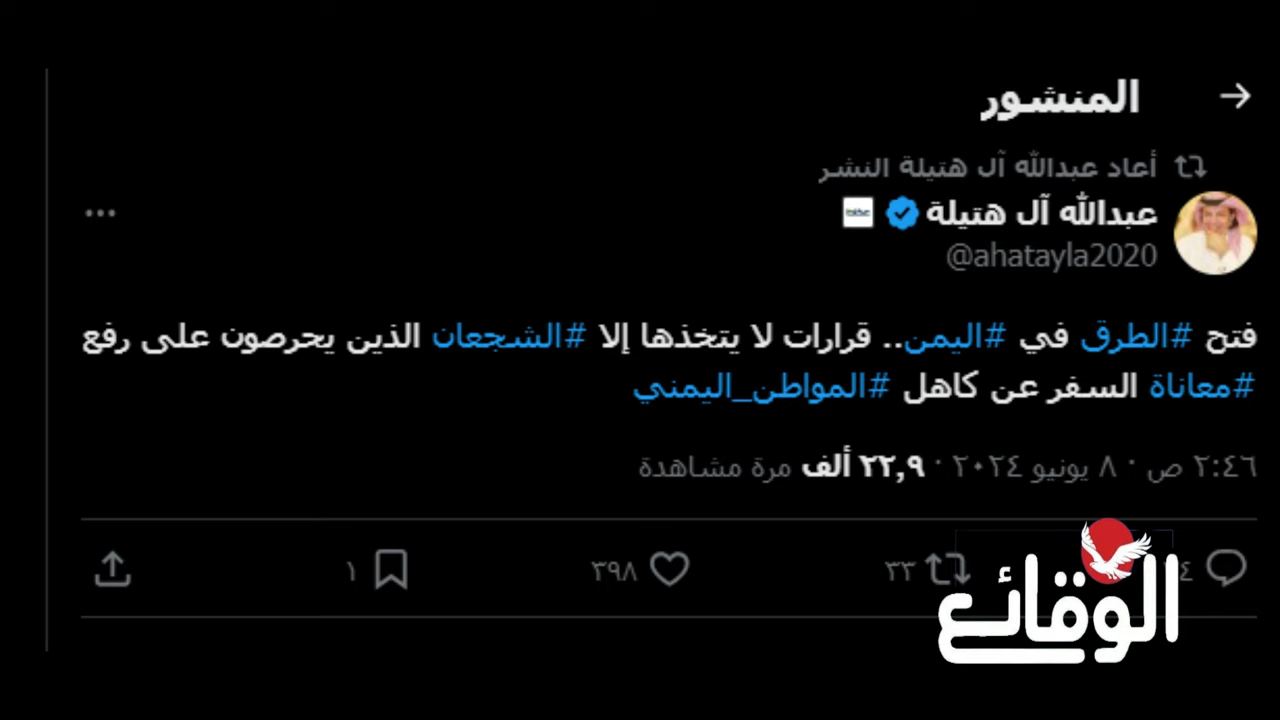 المنشور
أعاد عبدالله آل هتيلة النشر
عبدالله آل هتيلة
@ahatayla2020
فتح #الطرق في #اليمن.. قرارات لا يتخذها إلا #الشجعان الذين يحرصون على رفع
#معاناة السفر عن كاهل #المواطن_اليمني
٢:٤٦ ص · ٨ يونيو ٢٠٢٤ · ٢٢,٩ ألف مرة مشاهدة
٣٣ ٣٩٨ ١
الوقائع